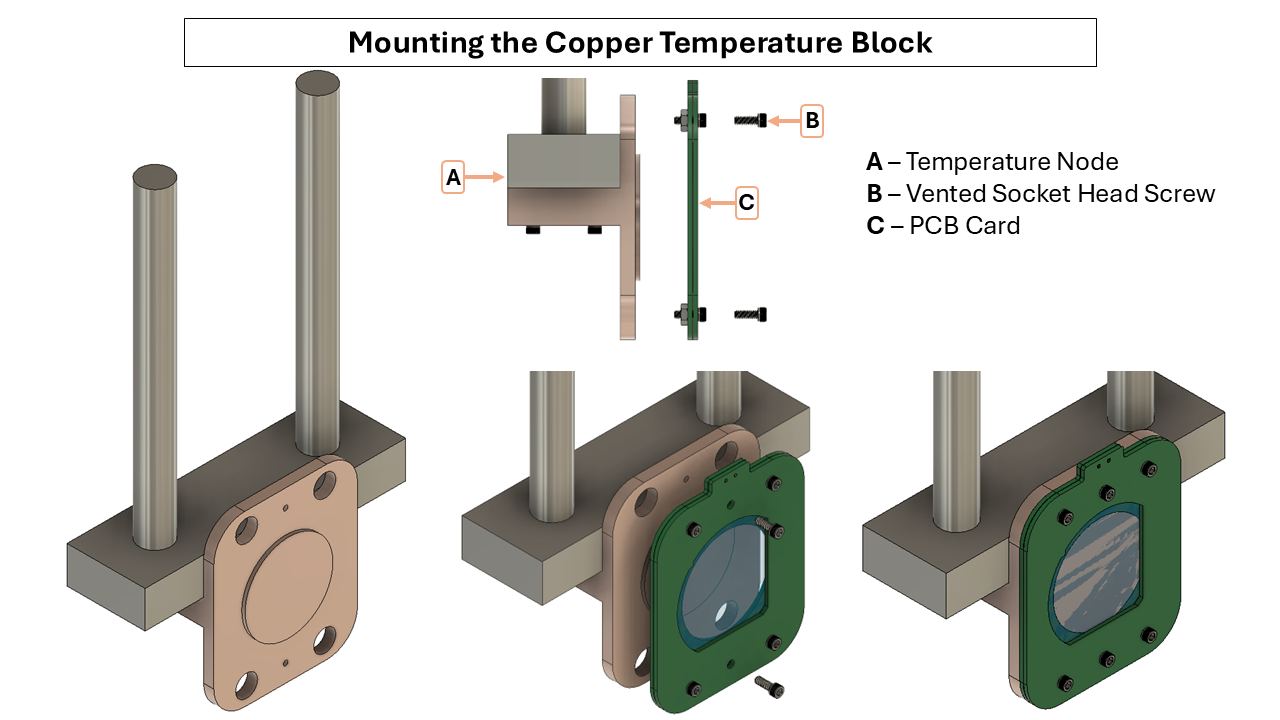 Mounting the Copper Temperature Block
B
A
C
A – Temperature Node
B – Vented Socket Head Screw
C – PCB Card